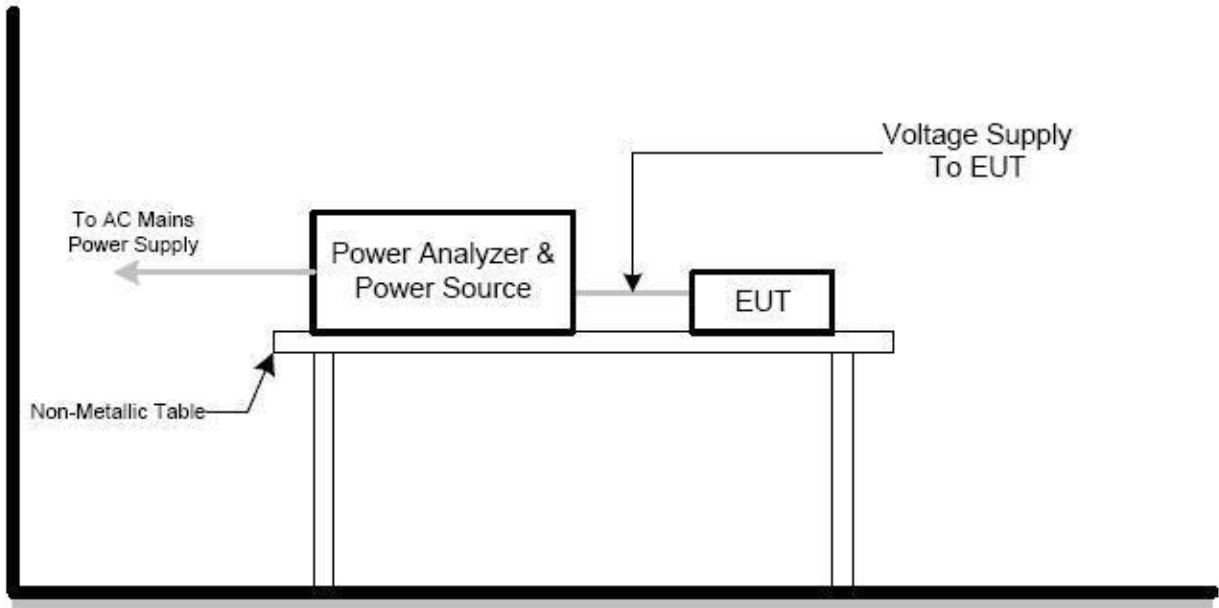 Voltage Supply
To EUT
To AC Mains
Power Supply
Power Analyzer &
Power Source
EUT
Non-Metallic Table